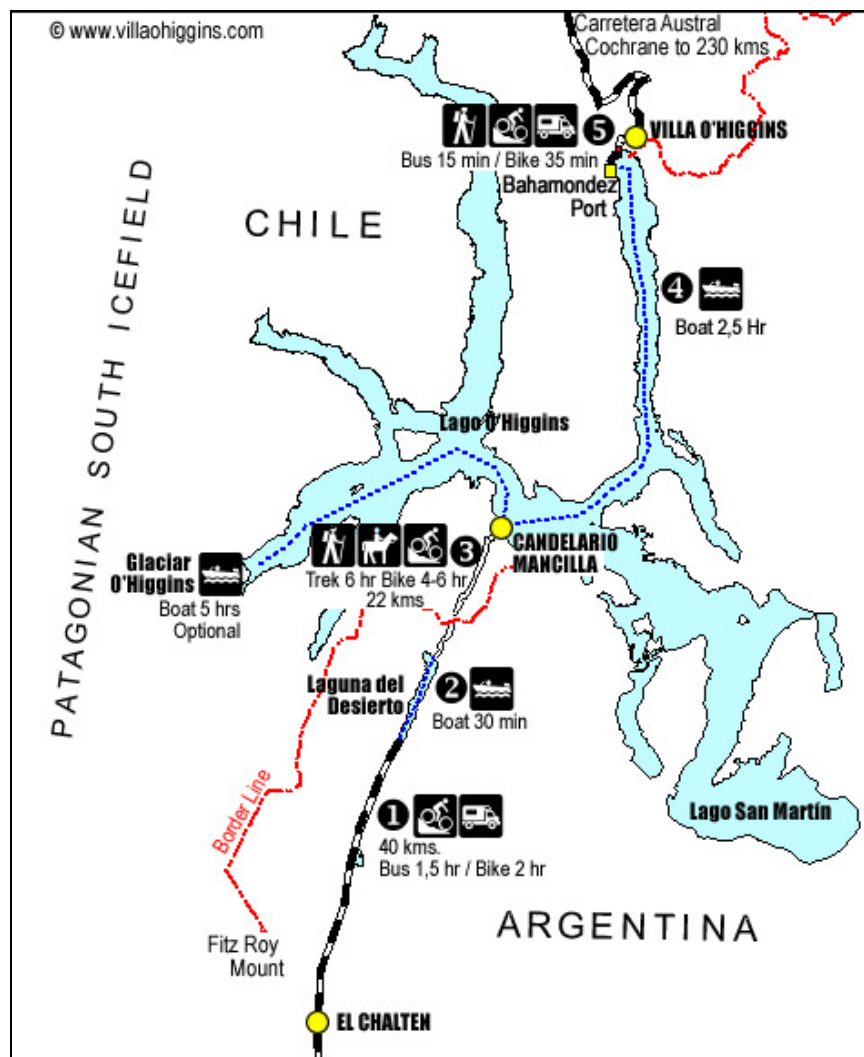 © www.villaohiggins.com
Carretera Austral
Cochrane to 230 kms
5
VILLA O'HIGGINS
Bus 15 min / Bike 35 min
Bahamondez
Port
CHILE
4
Boat 2,5 Hr
PATAGONIAN SOUTH ICEFIELD
Lago O'Higgins
Glaciar
O'Higgins
Boat 5 hrs
Optional
3
CANDELARIO
MANCILLA
Trek 6 hr Bike 4-6 hr
22 kms
Laguna del
Desierto
2
Boat 30 min
Border Line
1
40 kms.
Bus 1,5 hr / Bike 2 hr
Lago San Martín
ARGENTINA
Fitz Roy
Mount
EL CHALTEN